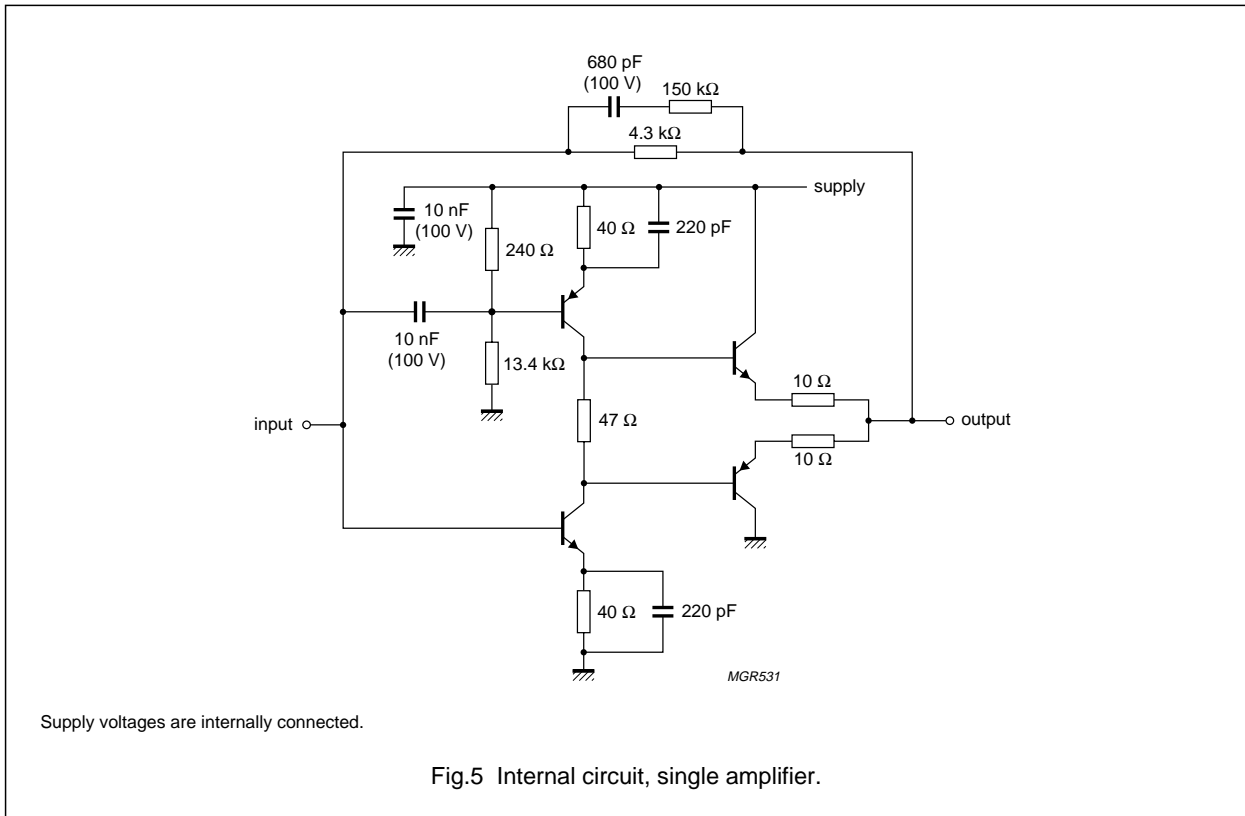 680 pF
(100 V)
150 kΩ
4.3 kΩ
supply
10 nF
(100 V)
40 Ω
220 pF
240 Ω
10 nF
(100 V)
13.4 kΩ
10 Ω
input
47 Ω
output
10 Ω
40 Ω
220 pF
MGR531
Supply voltages are internally connected.
Fig.5 Internal circuit, single amplifier.